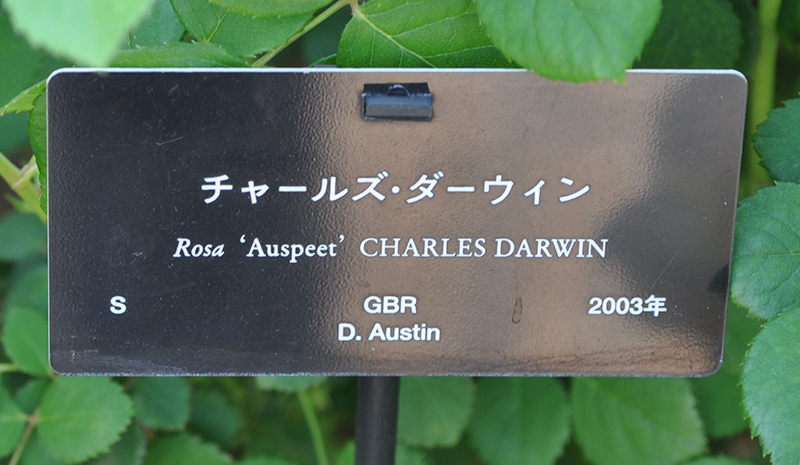 チャールズ・ダーウィン
Rosa ‘Auspeet’ CHARLES DARWIN
S GBR 2003年
D. Austin